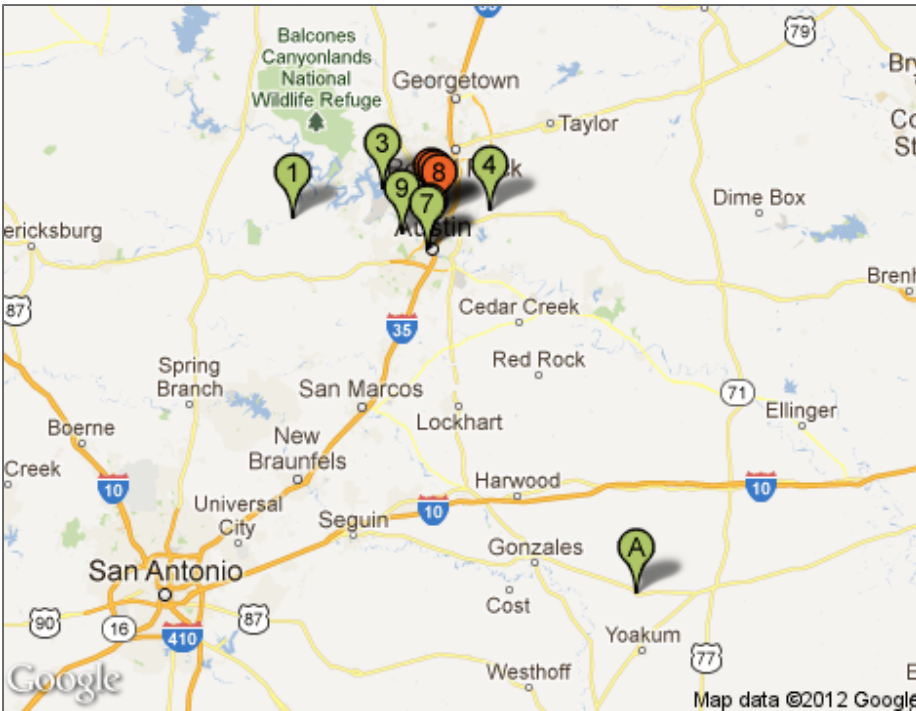 35
79
Balcones
Canyonlands
National
Wildlife Refuge
Georgetown
Bry
Taylor
Co
St
3
1
8
4
9
7
Austin
Dime Box
ericksburg
Brenh
87
Cedar Creek
35
Red Rock
Spring
Branch
San Marcos
71
Lockhart
Ellinger
Boerne
New
Braunfels
Creek
10
Harwood
10
Universal
City
Seguin
10
Gonzales
A
San Antonio
Cost
90
16
87
410
Yoakum
77
Westhoff
E
Google
Map data ©2012 Google